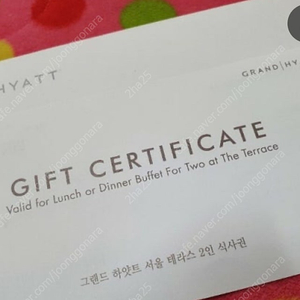 HYATT
GRAND | HY
GIFT CERTIFICATE
Valid for Lunch or Dinner Buffet For Two at The Terrace
그랜드 하얏트 서울 테라스 2인 식사권